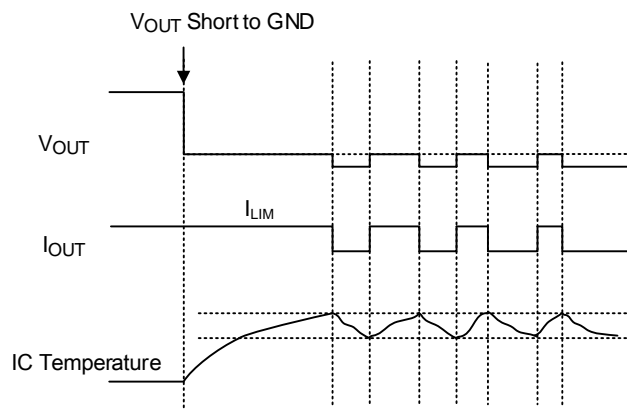 VOUT Short to GND
VOUT
ILIM
IOUT
IC Temperature